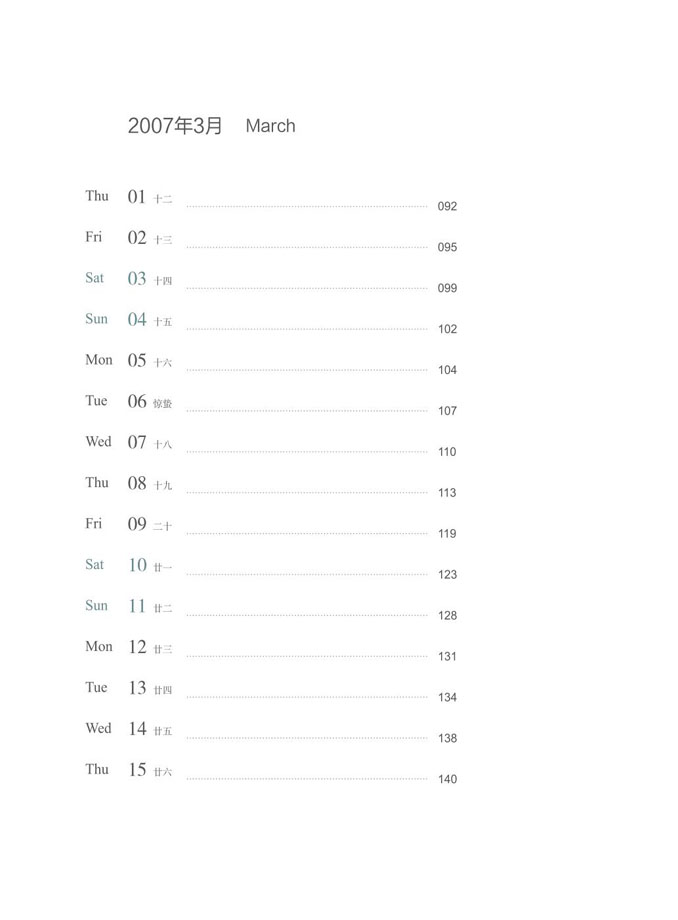 2007年3月 March
Thu 01 十二 092
Fri 02 十三 095
Sat 03 十四 099
Sun 04 十五 102
Mon 05 十六 104
Tue 06 惊蛰 107
Wed 07 十八 110
Thu 08 十九 113
Fri 09 二十 119
Sat 10 廿一 123
Sun 11 廿二 128
Mon 12 廿三 131
Tue 13 廿四 134
Wed 14 廿五 138
Thu 15 廿六 140